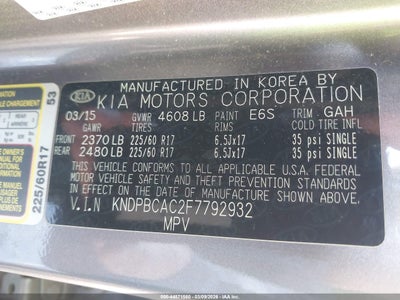 MANUFACTURED IN KOREA BY
KIA KIA MOTORS CORPORATION
03/15 GVWR 4608 LB PAINT E6S TRIM GAH
GAWR TIRES RIMS COLD TIRE INFL
FRONT 2370 LB 225/60 R17 6.5Jx17 35 psi SINGLE
REAR 2480 LB 225/60 R17 6.5Jx17 35 psi SINGLE
THIS VEHICLE CONFORMS TO ALL APPLICABLE U.S.A. FEDERAL
MOTOR VEHICLE SAFETY, BUMPER, AND THEFT PREVENTION
STANDARDS IN EFFECT ON THE DATE OF MANUFACTURE SHOWN ABOVE.
V.I.N KNDPBCAC2F7792932
MPV
53
225/60R17